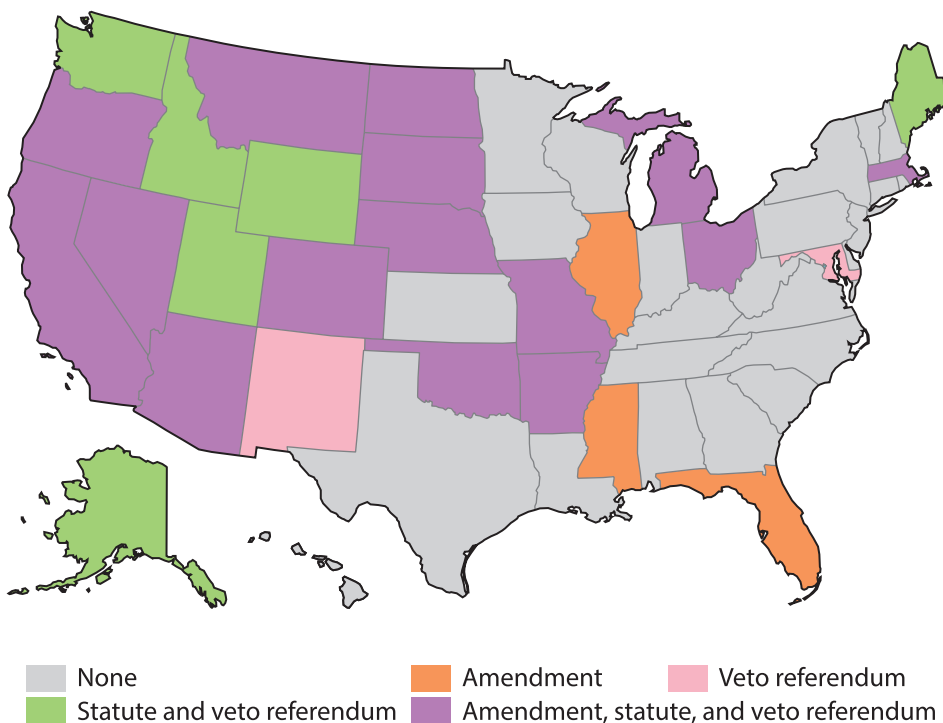 None
Amendment
Veto referendum
Statute and veto referendum
Amendment, statute, and veto referendum